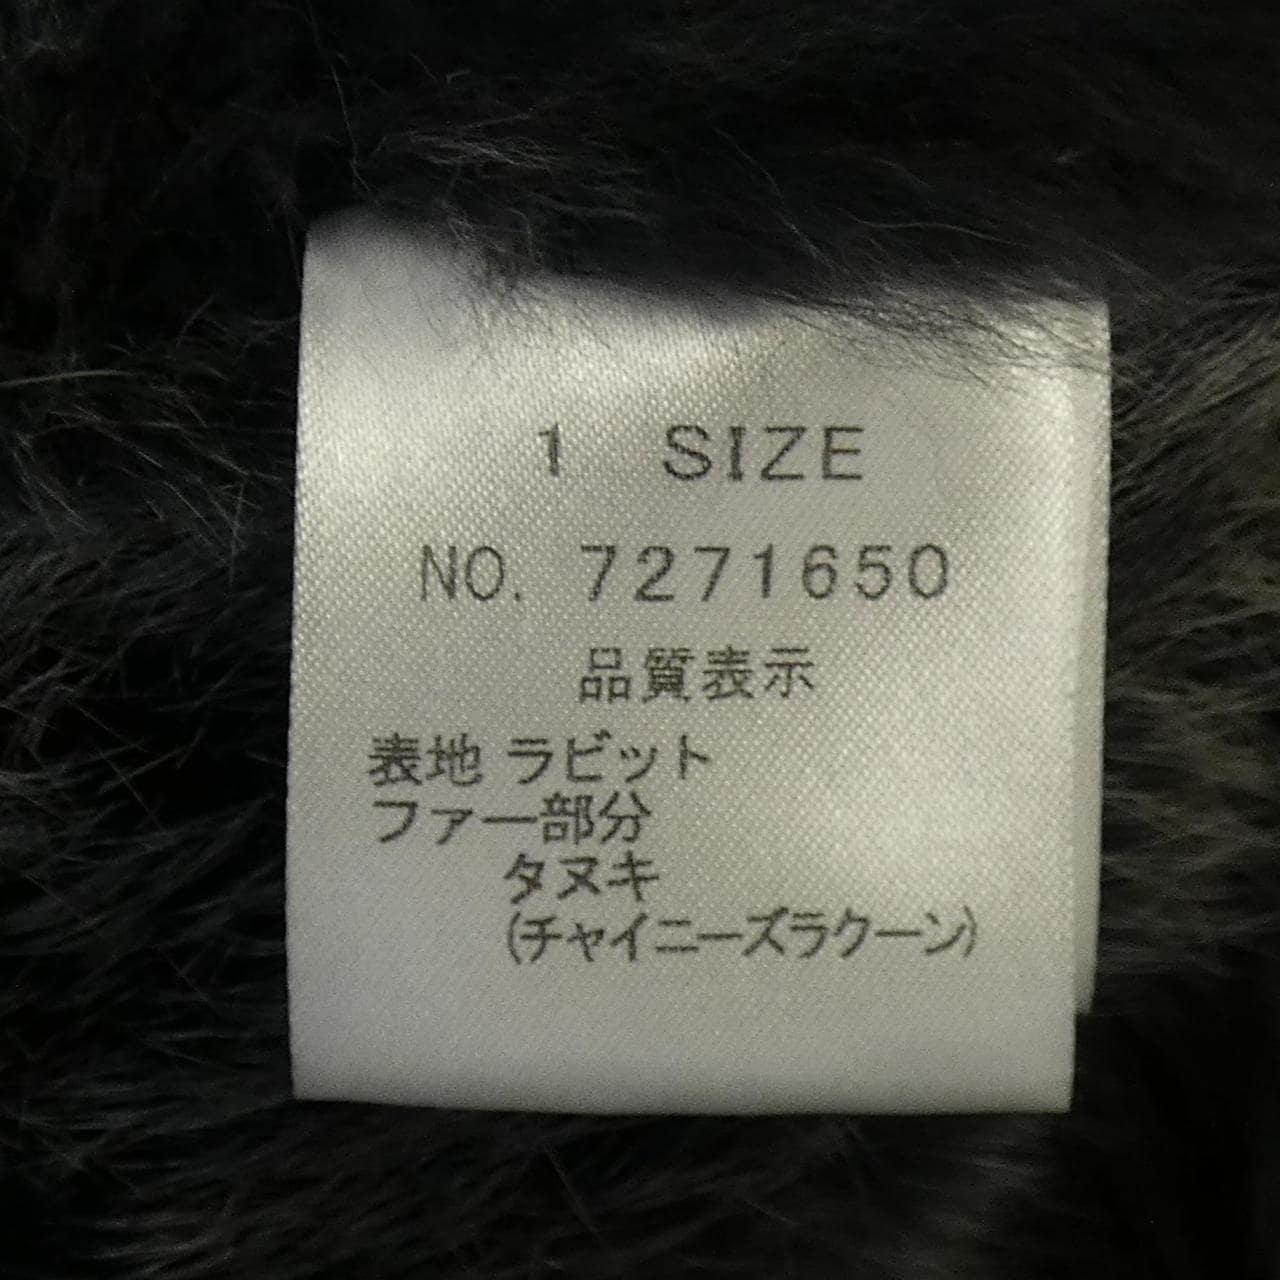 1 SIZE
NO. 7271650
品質表示
表地 ラビット
ファー部分
タヌキ
(チャイニーズラクーン)